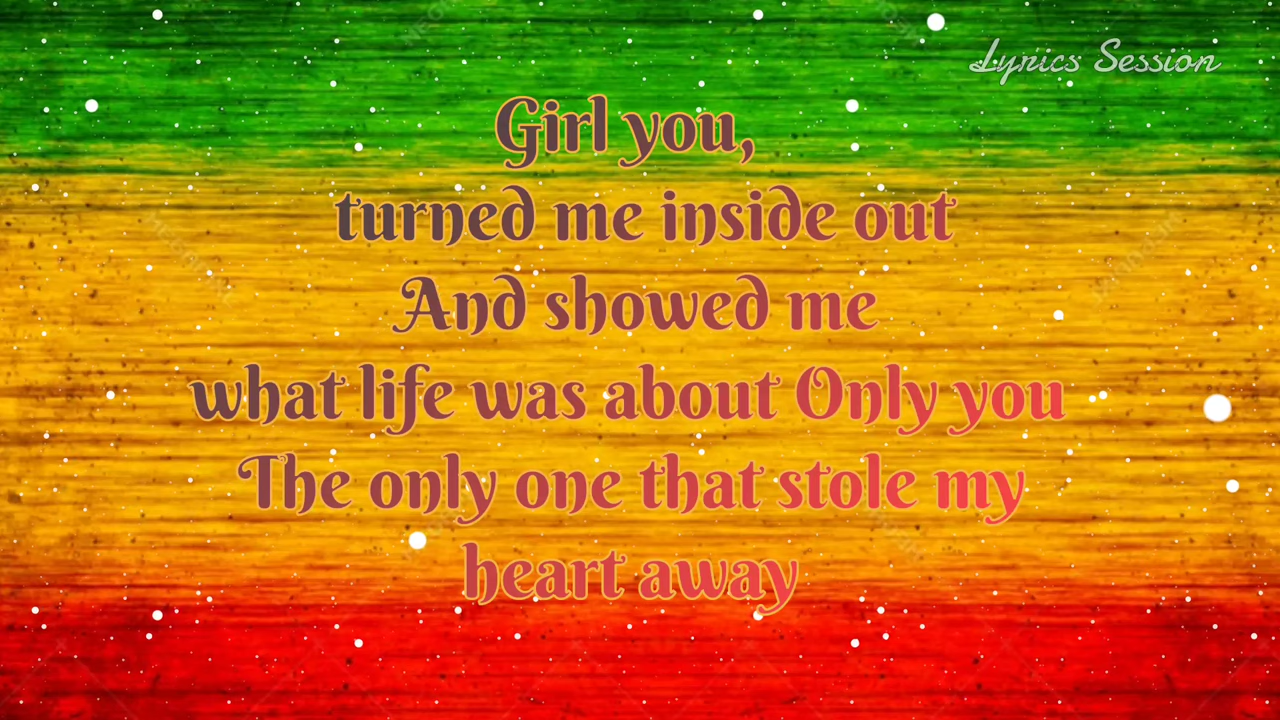 Lyrics Session
Girl you,
turned me inside out
And showed me
what life was about Only you
The only one that stole my
heart away